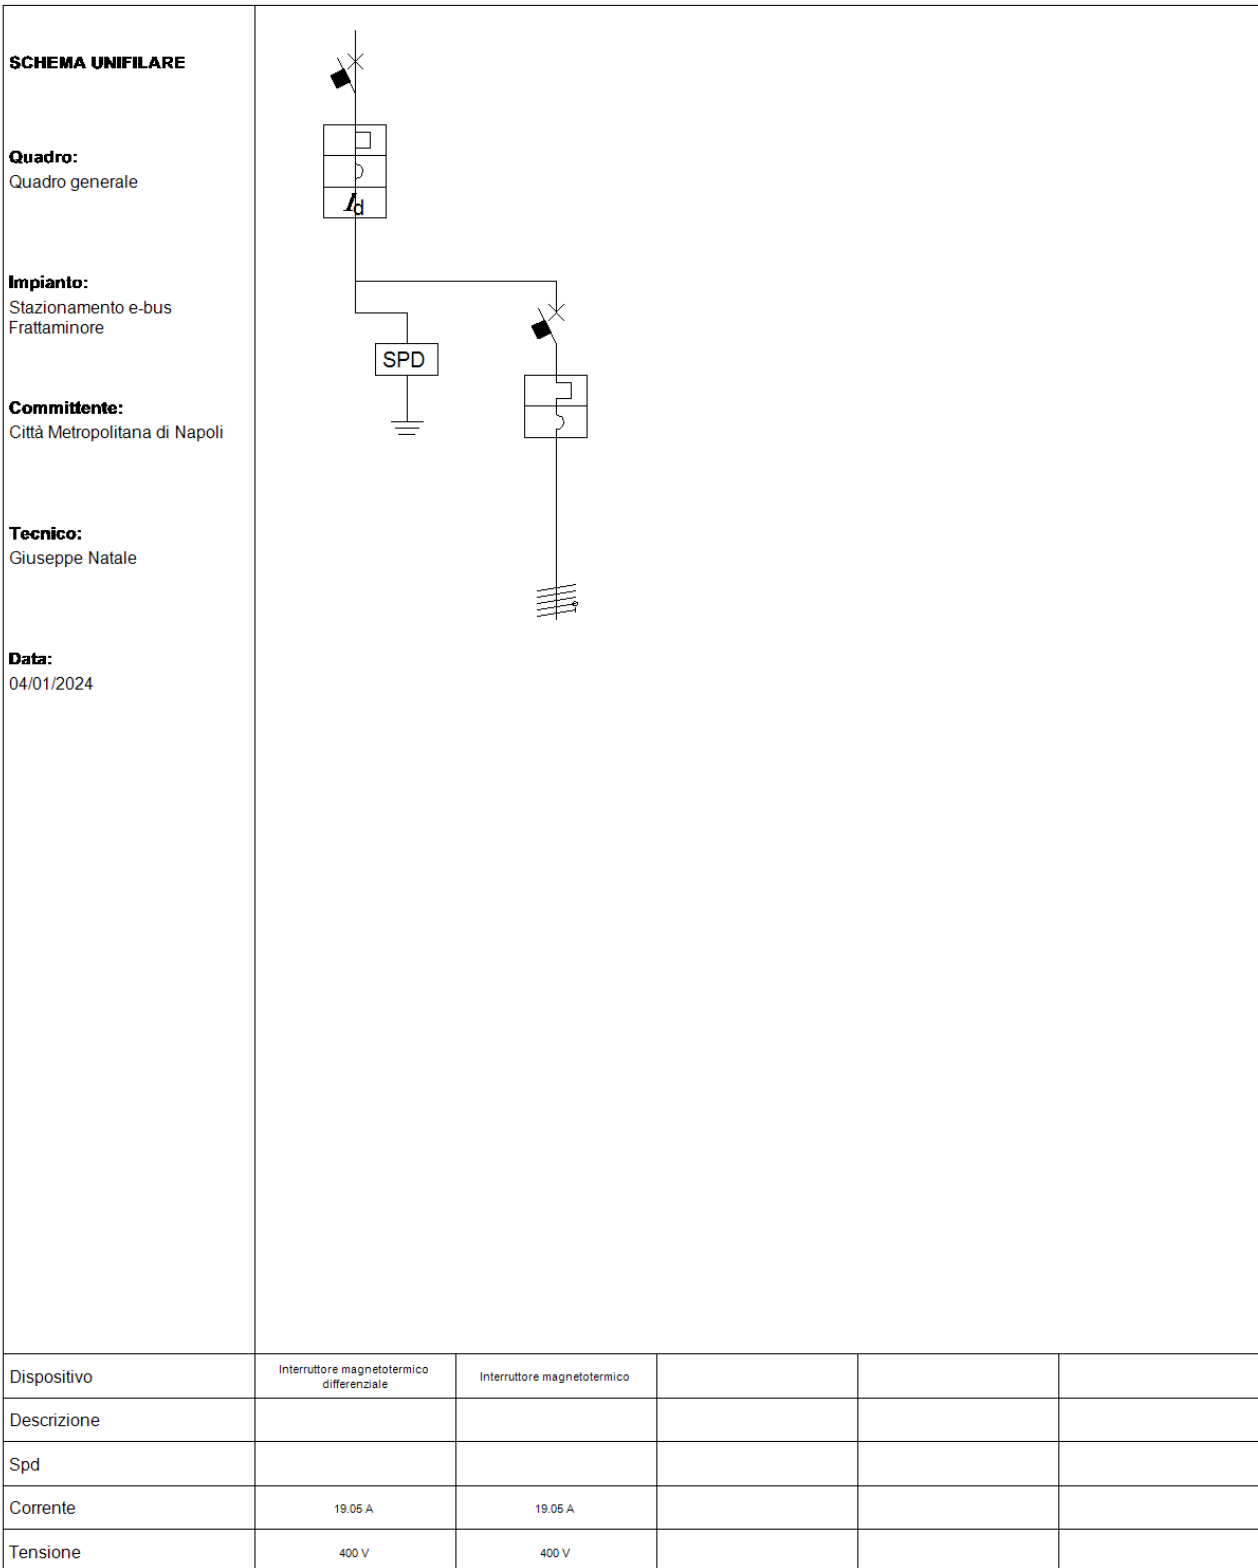 SCHEMA UNIFILARE
Quadro:
Quadro generale
Impianto:
Stazionamento e-bus
Frattaminore
Committente:
Città Metropolitana di Napoli
Tecnico:
Giuseppe Natale
Data:
04/01/2024
Id
SPD
Dispositivo
Interruttore magnetotermico
differenziale
Interruttore magnetotermico
Descrizione
Spd
Corrente
19.05 A
19.05 A
Tensione
400 V
400 V